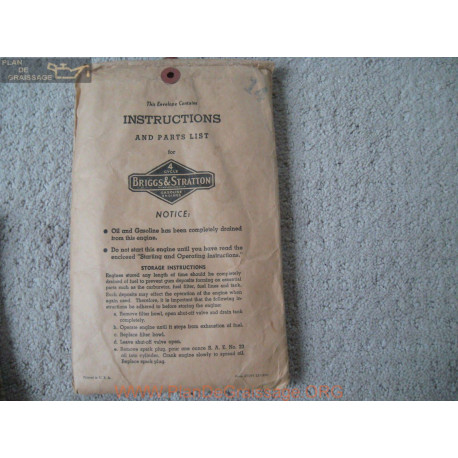 PLAN DE
GRAISSAGE.COM
This Envelope Contains
INSTRUCTIONS
AND PARTS LIST
for
4
CYCLE
BRIGGS & STRATTON
GASOLINE
ENGINES
NOTICE:
● Oil and Gasoline has been completely drained
from this engine.
● Do not start this engine until you have read the
enclosed "Starting and Operating Instructions."
STORAGE INSTRUCTIONS
Engines stored any length of time should be completely
drained of fuel to prevent gum deposits forming on essential
parts such as the carburetor, fuel filter, fuel lines and tank.
Such deposits may affect the operation of the engine when
again used. Therefore, it is important that the following in-
structions be adhered to before storing engine.
a. Remove filter bowl, open shut-off valve and drain tank
completely.
b. Operate engine until it stops from exhaustion of fuel.
c. Replace filter bowl.
d. Leave shut-off valve open.
e. Remove spark plug, pour one ounce S. A. E. No. 20
oil into cylinder. Crank engine slowly to spread oil.
Replace spark plug.
Printed in U. S. A.
WWW.PLANDEGRAISSAGE.ORG